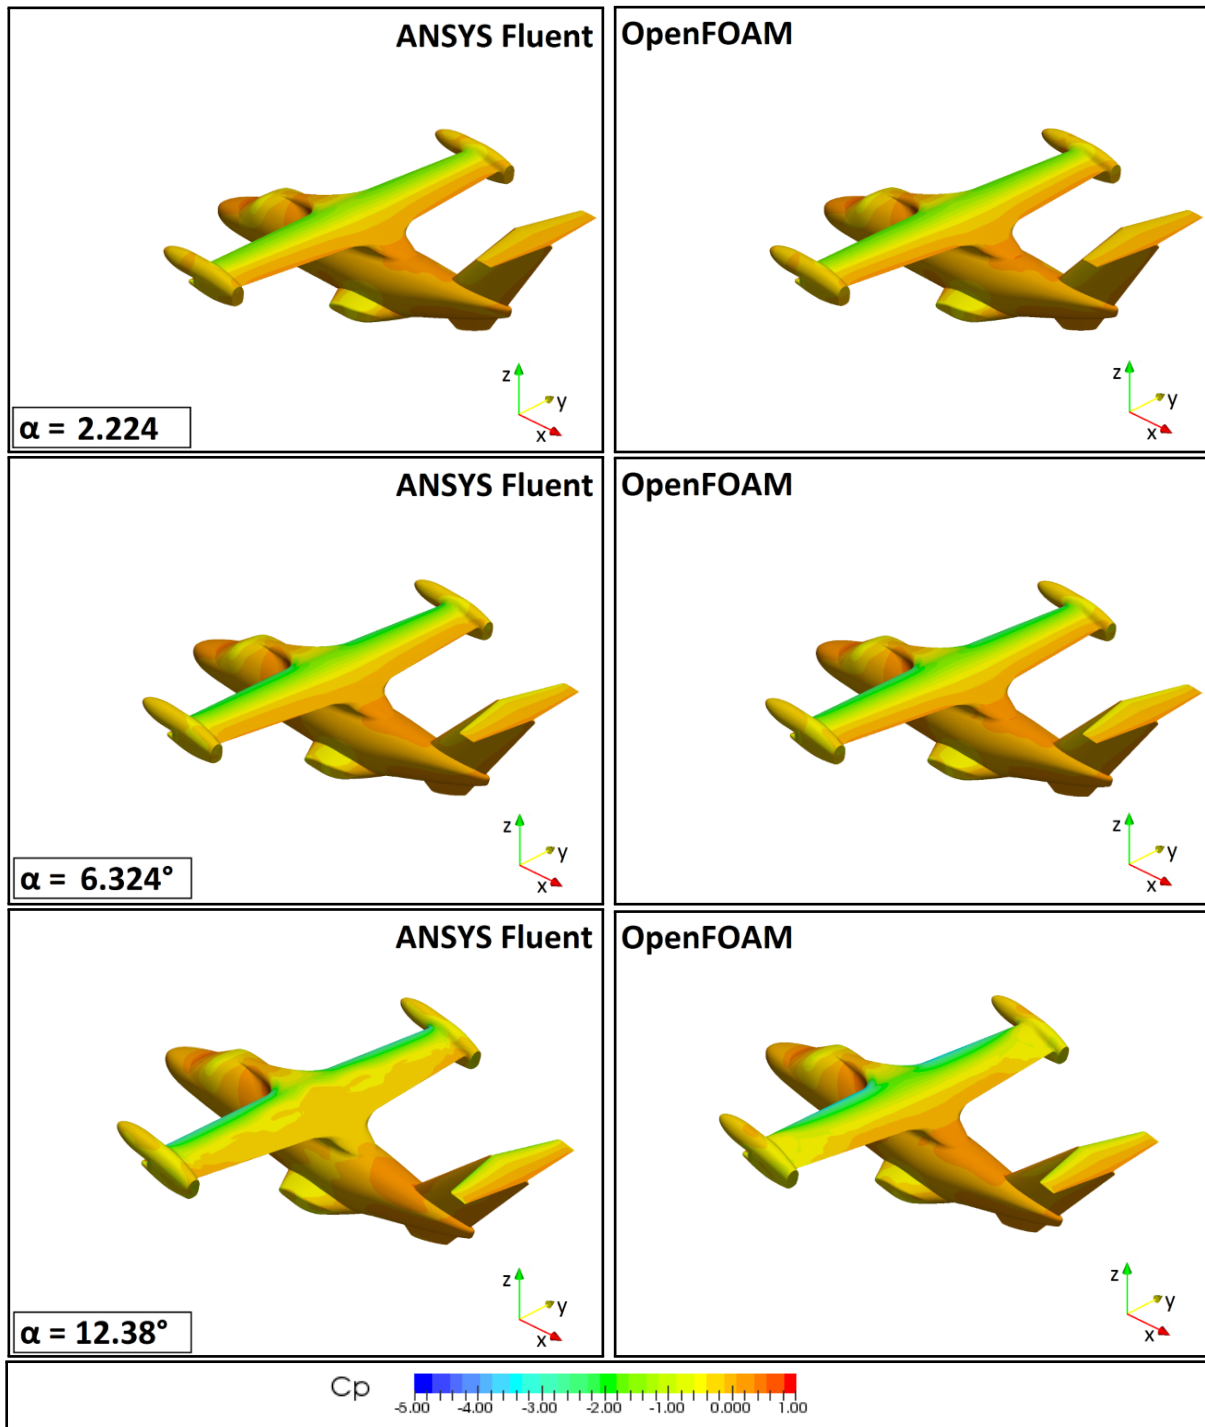 ANSYS Fluent
OpenFOAM
z
y
x
z
y
x
α = 2.224
ANSYS Fluent
OpenFOAM
z
y
x
z
y
x
α = 6.324°
ANSYS Fluent
OpenFOAM
z
y
x
z
y
x
α = 12.38°
Cp
-5.00 -4.00 -3.00 -2.00 -1.00 0.000 1.00